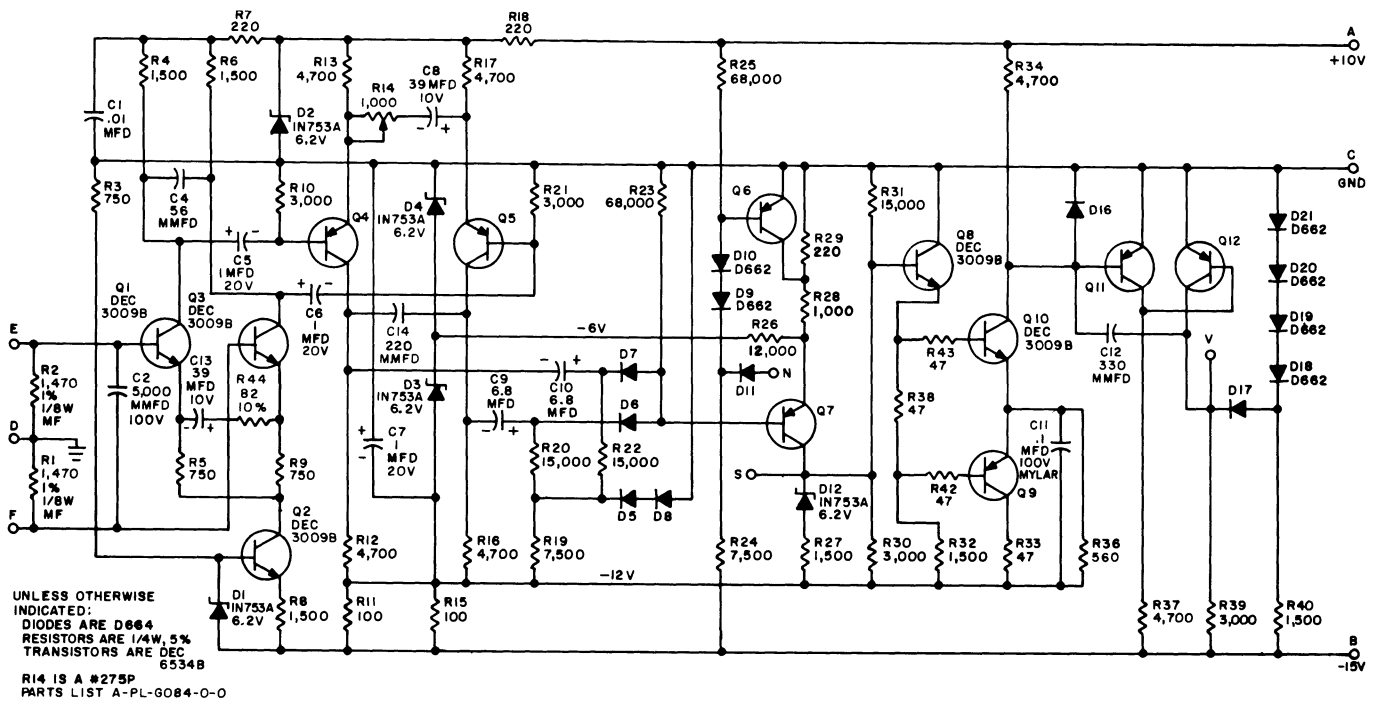 R7
220
R18
220
A
+10V
R4
1,500
R6
1,500
R13
4,700
R17
4,700
C8
39MFD
10V
- +
R14
1,000
R25
68,000
R34
4,700
C1
.01
MFD
D2
IN753A
6.2V
C
GND
R3
750
C4
56
MMFD
R10
3,000
R21
3,000
R23
68,000
D4
IN753A
6.2V
Q4
Q5
Q6
R31
15,000
D16
D21
D662
+ -
C5
1MFD
20V
R29
220
Q8
DEC
3009B
Q11
Q12
D10
D662
D20
D662
D9
D662
R28
1,000
+ -
C6
1
MFD
20V
Q1
DEC
3009B
Q3
DEC
3009B
C14
220
MMFD
-6V
R26
12,000
Q10
DEC
3009B
D19
D662
E
R43
47
C12
330
MMFD
V
D18
D662
R2
1,470
1%
1/8W
MF
C2
5,000
MMFD
100V
C13
39
MFD
10V
- +
R44
82
10%
D3
IN753A
6.2V
- +
C10
6.8
MFD
D7
D11
N
C9
6.8
MFD
- +
D6
Q7
R38
47
D17
D
R1
1,470
1%
1/8W
MF
R5
750
R9
750
+
-
C7
1
MFD
20V
R20
15,000
R22
15,000
C11
.1
MFD
100V
MYLAR
S
R42
47
Q9
D12
IN753A
6.2V
D5
D8
F
Q2
DEC
3009B
R12
4,700
R16
4,700
R19
7,500
R24
7,500
R27
1,500
R30
3,000
R32
1,500
R33
47
R36
560
-12V
D1
IN753A
6.2V
R8
1,500
R11
100
R15
100
R37
4,700
R39
3,000
R40
1,500
B
-15V
UNLESS OTHERWISE
INDICATED:
DIODES ARE D664
RESISTORS ARE 1/4W, 5%
TRANSISTORS ARE DEC
6534B
R14 IS A #275P
PARTS LIST A-PL-G084-0-0